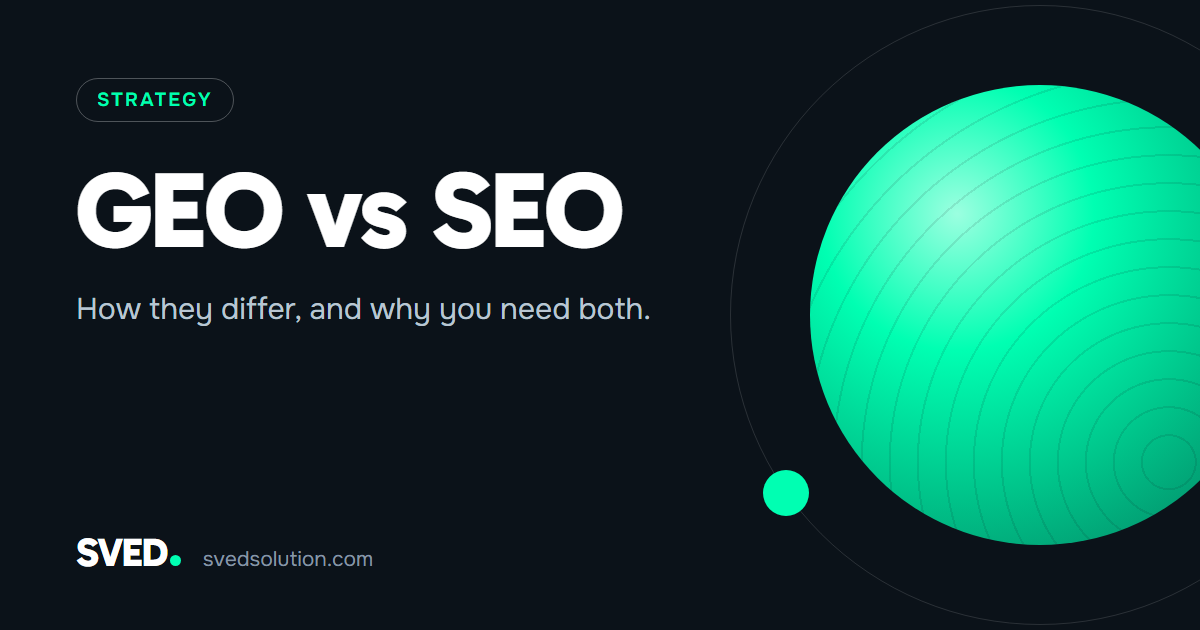 STRATEGY
GEO vs SEO
How they differ, and why you need both.
SVED. svedsolution.com